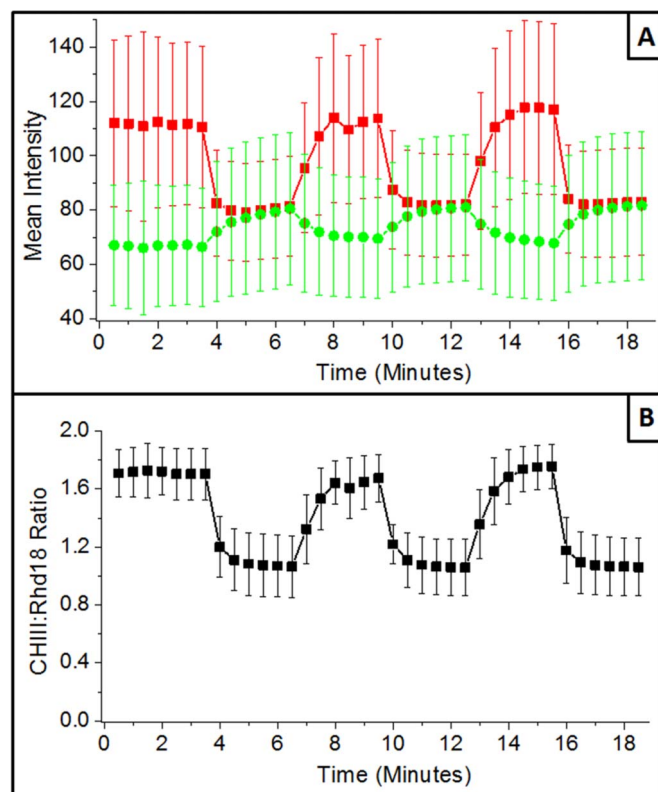 A
140
120
100
80
60
40
Mean Intensity
0 2 4 6 8 10 12 14 16 18
Time (Minutes)
B
2.0
1.6
1.2
0.8
0.4
0.0
CHIII:Rhd18 Ratio
0 2 4 6 8 10 12 14 16 18
Time (Minutes)